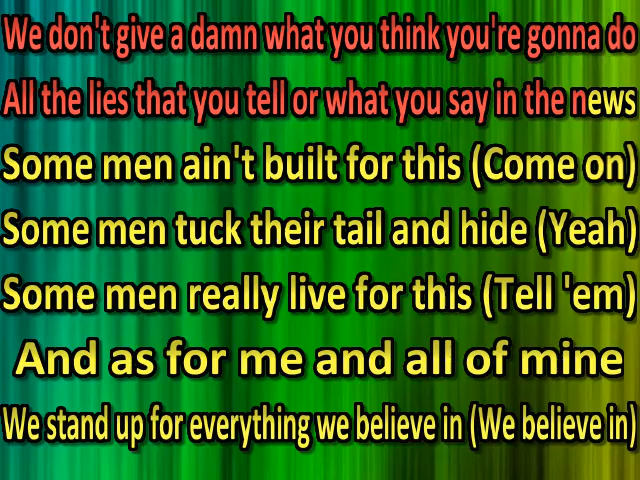 We don't give a damn what you think you're gonna do
All the lies that you tell or what you say in the news
Some men ain't built for this (Come on)
Some men tuck their tail and hide (Yeah)
Some men really live for this (Tell 'em)
And as for me and all of mine
We stand up for everything we believe in (We believe in)